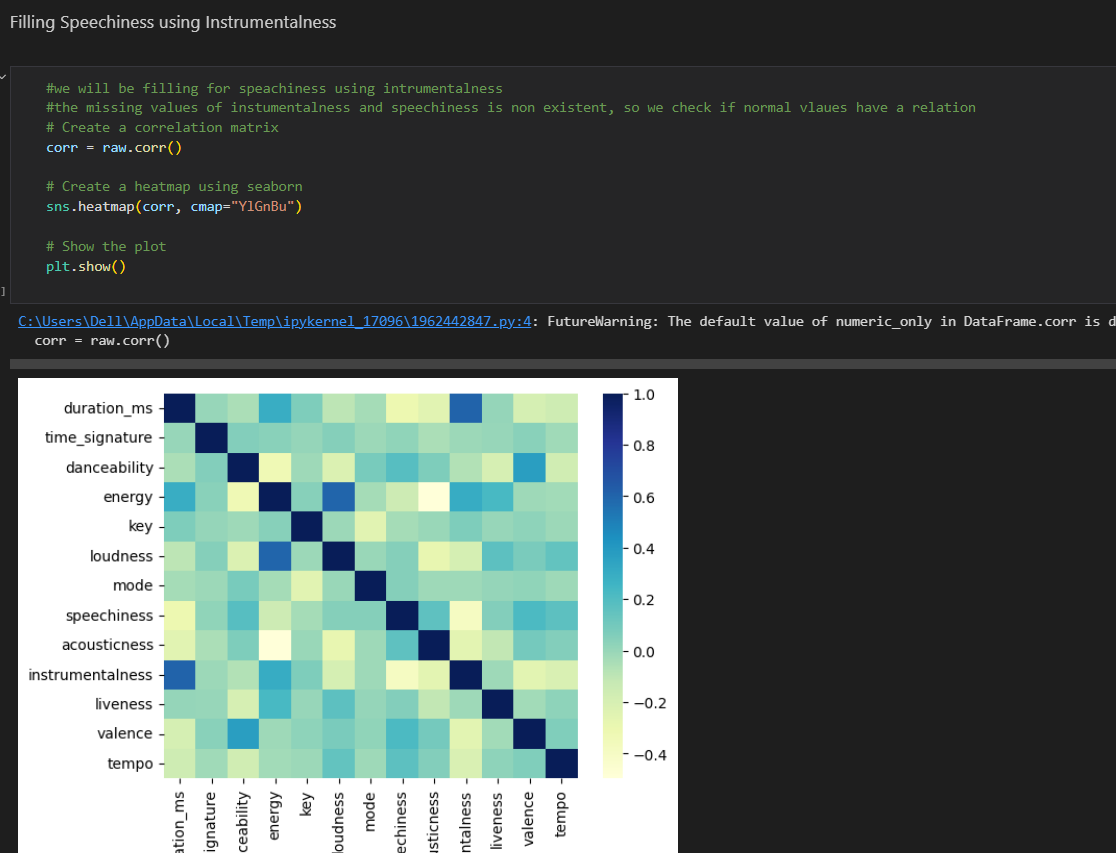 Filling Speechiness using Instrumentalness
#we will be filling for speachiness using intrumentalness
#the missing values of instumentalness and speechiness is non existent, so we check if normal vlaues have a relation
# Create a correlation matrix
corr = raw.corr()
# Create a heatmap using seaborn
sns.heatmap(corr, cmap="YlGnBu")
# Show the plot
plt.show()
]
C:\Users\Dell\AppData\Local\Temp\ipykernel_17096\1962442847.py:4: FutureWarning: The default value of numeric_only in DataFrame.corr is d
corr = raw.corr()
duration_ms
time_signature
danceability
energy
key
loudness
mode
speechiness
acousticness
instrumentalness
liveness
valence
tempo
1.0
0.8
0.6
0.4
0.2
0.0
−0.2
−0.4
ation_ms
ignature
ceability
energy
key
loudness
mode
echiness
usticness
ntalness
liveness
valence
tempo